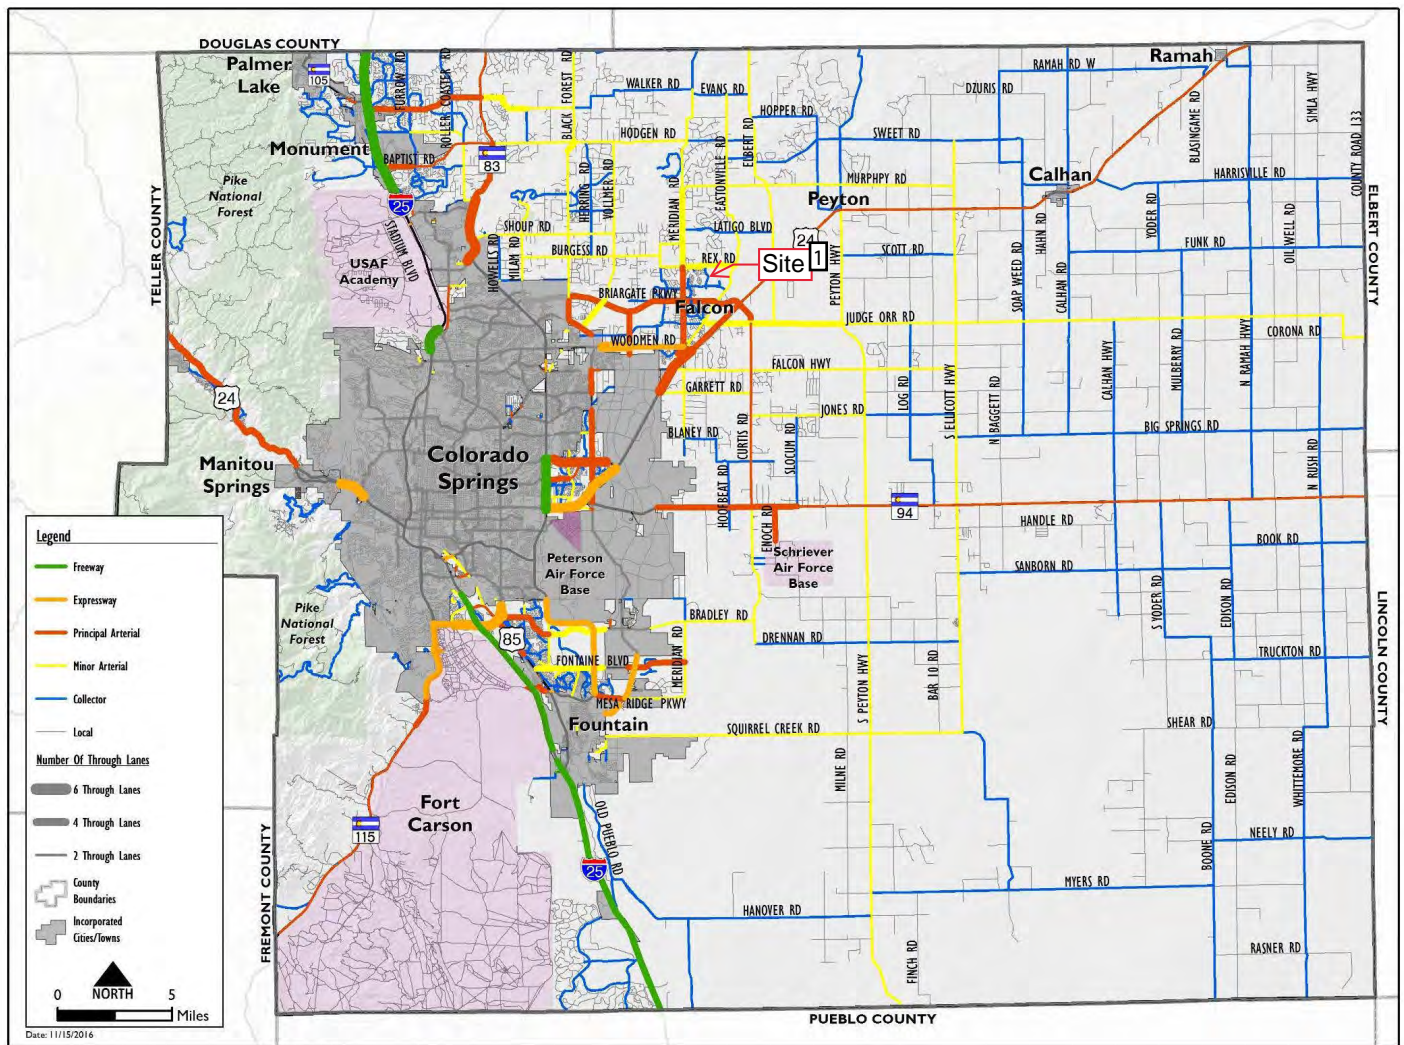 DOUGLAS COUNTY
Palmer
Lake
105
FURROW RD
ROLLER COASTER RD
BLACK FOREST RD
WALKER RD
EVANS RD
HOPPER RD
DZURIS RD
RAMAH RD W
Ramah
BLASINGAME RD
SIMLA HWY
COUNTY ROAD 133
Monument
BAPTIST RD
83
HODGEN RD
ELBERT RD
SWEET RD
Pike
National
Forest
25
HERRING RD
VOLLMER RD
MERIDIAN RD
EASTONVILLE RD
MURPHPY RD
Peyton
Calhan
HARRISVILLE RD
TELLER COUNTY
STADIUM BLVD
USAF
Academy
SHOUP RD
HOWELLS RD
MILAM RD
BURGESS RD
LATIGO BLVD
REX RD
Site
1
24
PEYTON HWY
SCOTT RD
SOAP WEED RD
HAHN RD
CALHAN RD
YODER RD
FUNK RD
OIL WELL RD
ELBERT COUNTY
BRIARGATE PKWY
Falcon
WOODMEN RD
JUDGE ORR RD
CORONA RD
24
GARRETT RD
FALCON HWY
LOG RD
S ELLICOTT HWY
N BAGGETT RD
CALHAN HWY
MULBERRY RD
N RAMAH HWY
JONES RD
BLANEY RD
CURTIS RD
SLOCUM RD
BIG SPRINGS RD
Manitou
Springs
Colorado
Springs
HOOFBEAT RD
N RUSH RD
94
ENOCH RD
HANDLE RD
BOOK RD
Peterson
Air Force
Base
Schriever
Air Force
Base
SANBORN RD
Pike
National
Forest
85
BRADLEY RD
DRENNAN RD
S YODER RD
EDISON RD
LINCOLN COUNTY
FONTAINE BLVD
MERIDIAN RD
S PEYTON HWY
BAR 10 RD
TRUCKTON RD
MESA RIDGE PKWY
Fountain
SQUIRREL CREEK RD
SHEAR RD
MILNE RD
EDISON RD
WHITTEMORE RD
Fort
Carson
115
OLD PUEBLO RD
25
BOONE RD
NEELY RD
FREMONT COUNTY
MYERS RD
HANOVER RD
FINCH RD
RASNER RD
PUEBLO COUNTY
Legend
Freeway
Expressway
Principal Arterial
Minor Arterial
Collector
Local
Number Of Through Lanes
6 Through Lanes
4 Through Lanes
2 Through Lanes
County
Boundaries
Incorporated
Cities/Towns
NORTH
0 5
Miles
Date: 11/15/2016